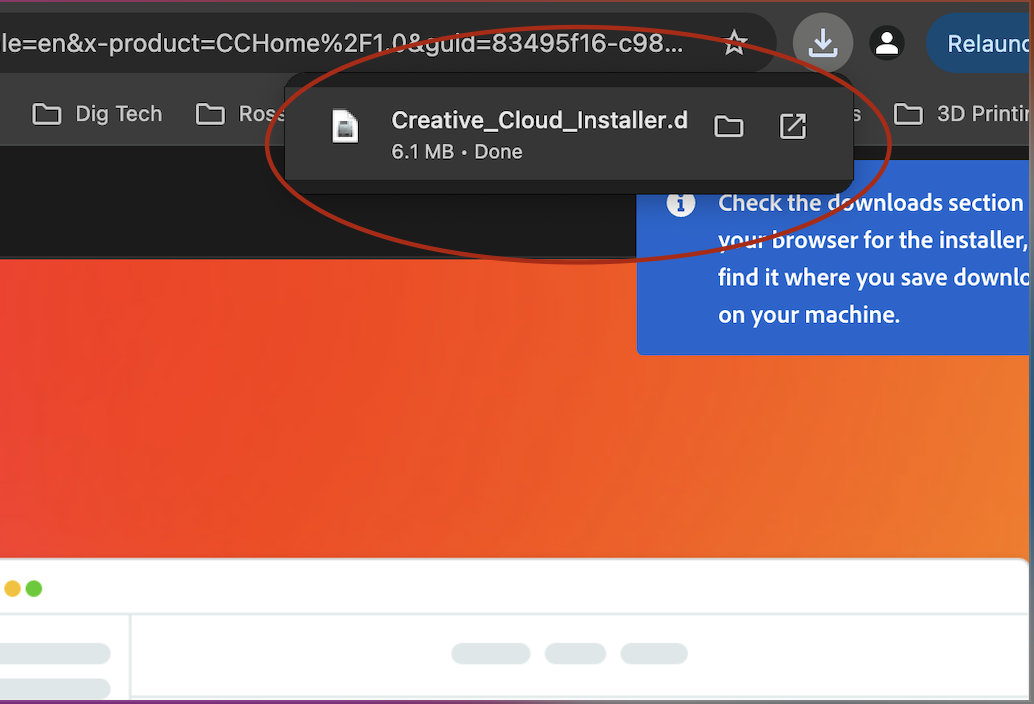 le=en&x-product=CCHome%2F1.0&guid=83495f16-c98...
Relaunc
Dig Tech
Ross
s
3D Printin
Creative_Cloud_Installer.d
6.1 MB • Done
Check the downloads section
your browser for the installer,
find it where you save downlo
on your machine.